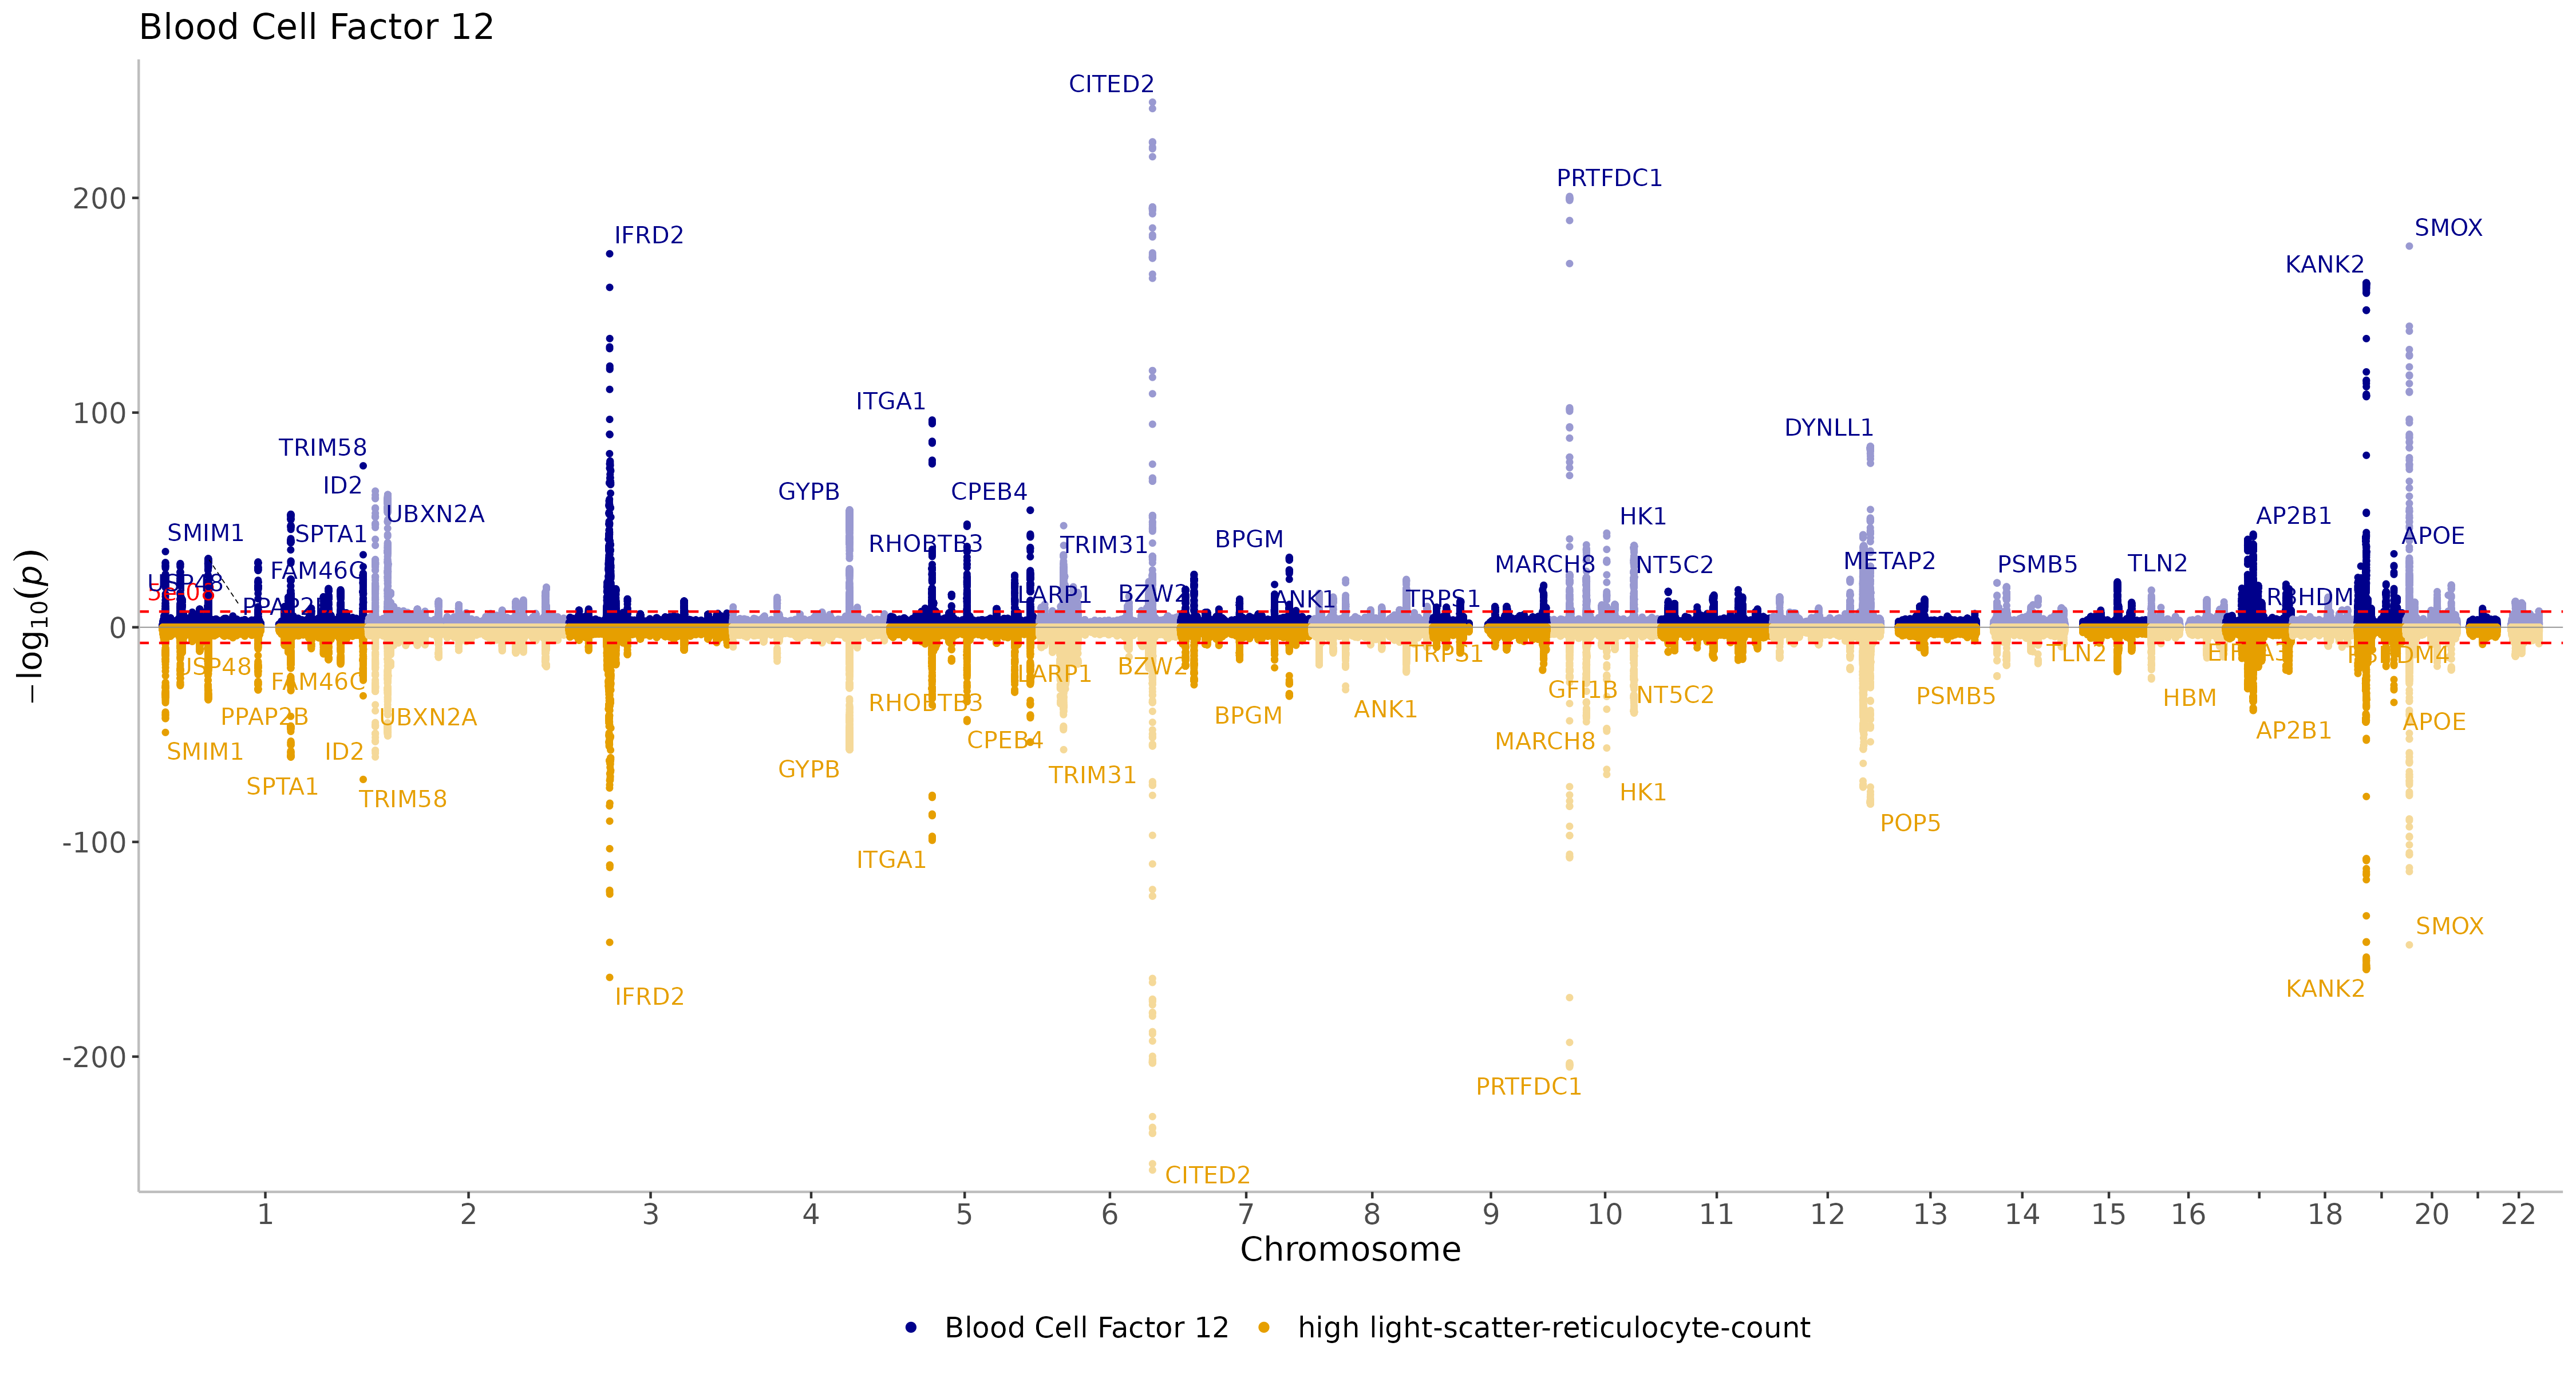 Blood Cell Factor 12
CITED2
PRTFDC1
IFRD2
SMOX
KANK2
ITGA1
DYNLL1
TRIM58
ID2
GYPB
CPEB4
UBXN2A
HK1
AP2B1
SMIM1
SPTA1
RHOBTB3
TRIM31
BPGM
APOE
FAM46C
MARCH8
NT5C2
METAP2
PSMB5
TLN2
USP48
5e-08
PPAP2B
LARP1
BZW2
ANK1
TRPS1
200
100
0
-100
-200
−log10(p)
USP48
FAM46C
LARP1
BZW2
TRPS1
TLN2
PPAP2B
UBXN2A
RHOBTB3
BPGM
ANK1
GFI1B
NT5C2
PSMB5
HBM
AP2B1
APOE
SMIM1
ID2
CPEB4
MARCH8
SPTA1
TRIM58
GYPB
TRIM31
HK1
POP5
ITGA1
SMOX
IFRD2
KANK2
PRTFDC1
CITED2
1 2 3 4 5 6 7 8 9 10 11 12 13 14 15 16 18 20 22
Chromosome
Blood Cell Factor 12 high light-scatter-reticulocyte-count